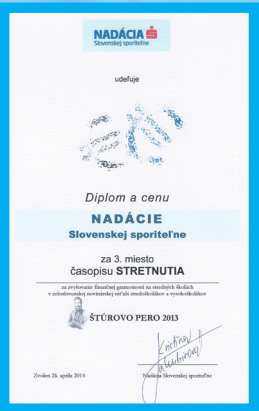 NADÁCIA
Slovenskej sporiteľne
udeľuje
Diplom a cenu
NADÁCIE
Slovenskej sporiteľne
za 3. miesto
časopisu STRETNUTIA
za zvyšovanie finančnej gramotnosti na stredných školách
v celoslovenskej novinárskej súťaži stredoškolákov a vysokoškolákov
ŠTÚROVO PERO 2013
Zvolen 26. apríla 2014
Nadácia Slovenskej sporiteľne